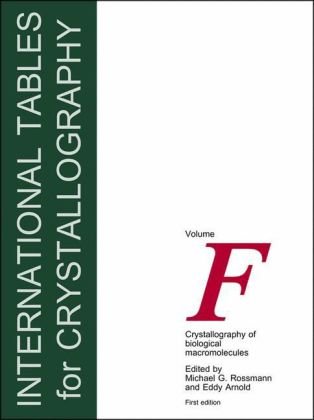 INTERNATIONAL TABLES
for CRYSTALLOGRAPHY
Volume
F
Crystallography of
biological
macromolecules
Edited by
Michael G. Rossmann
and Eddy Arnold
First edition